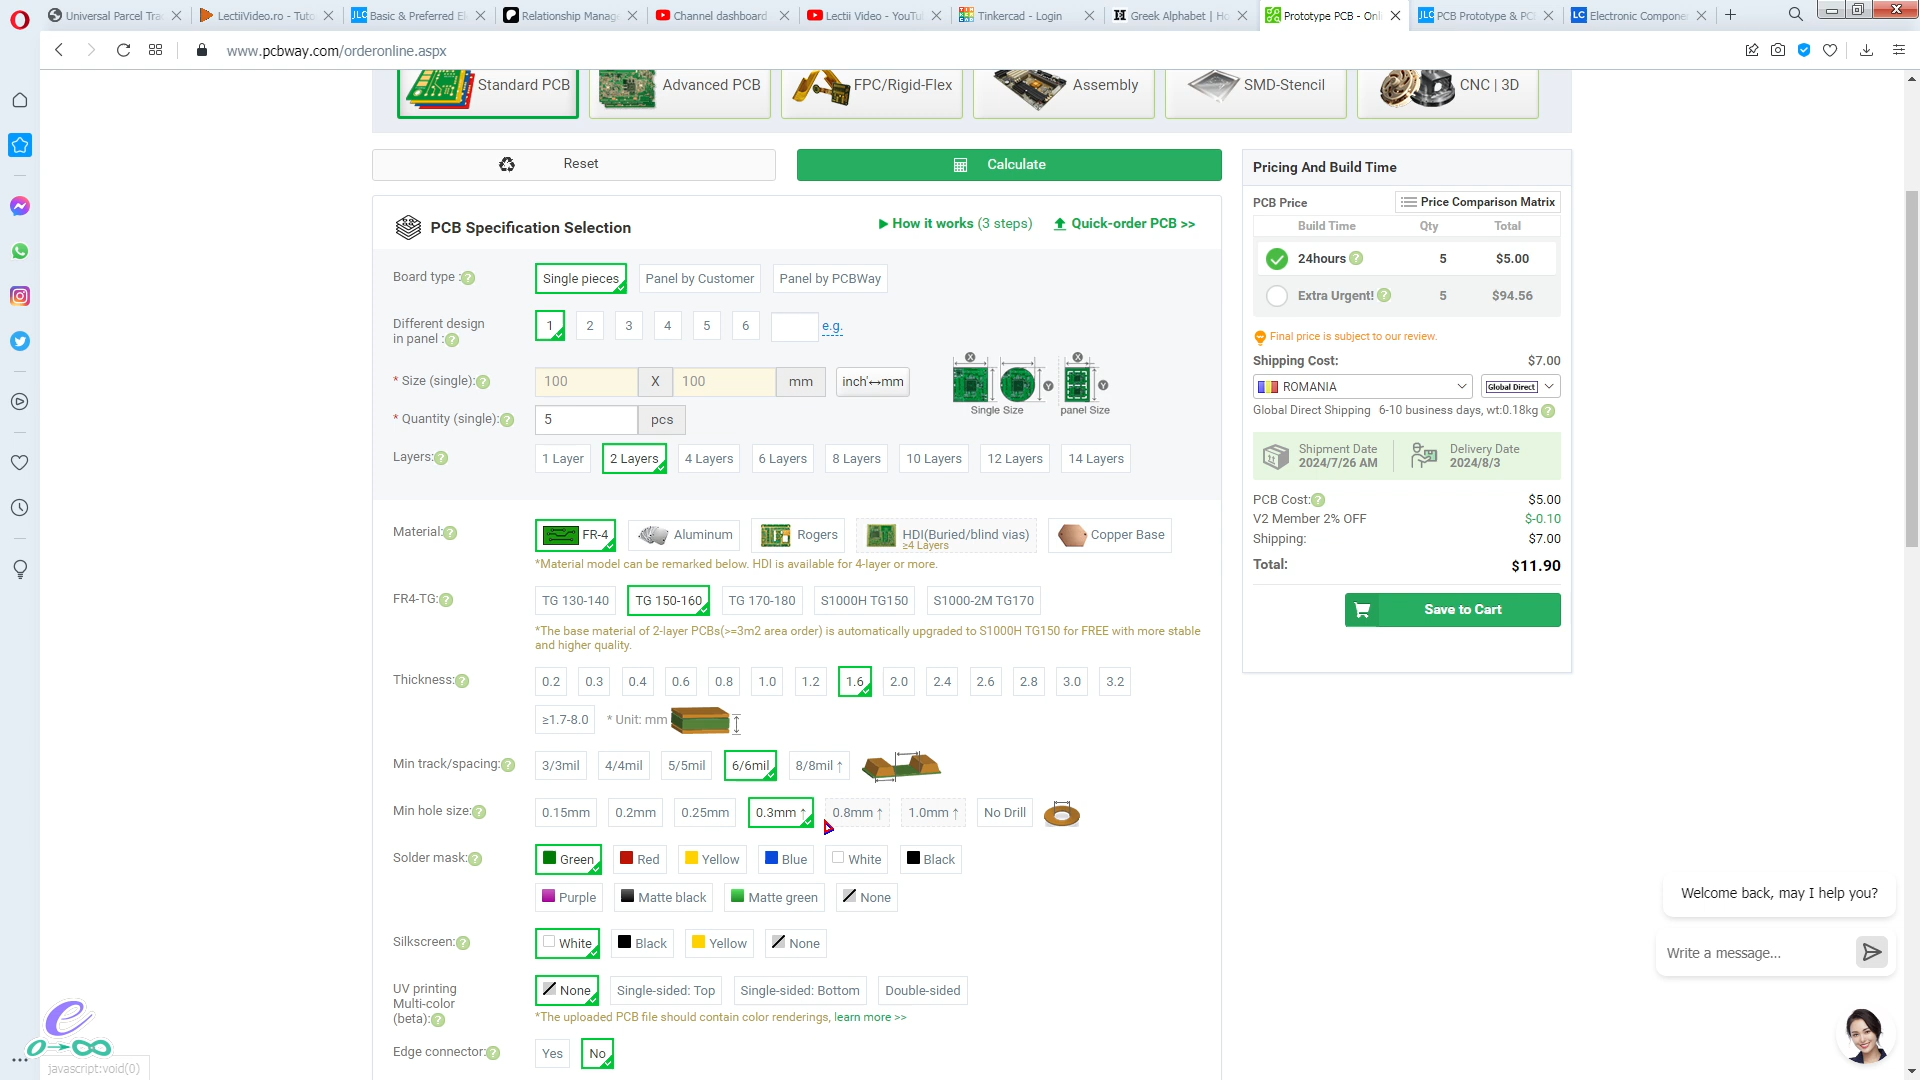 Universal Parcel Tra
LectiiVideo.ro - Tuto
Basic & Preferred El
Relationship Manage
Channel dashboard
Lectii Video - YouTu
Tinkercad - Login
Greek Alphabet | Ho
Prototype PCB - Onli
PCB Prototype & PC
Electronic Compone
www.pcbway.com/orderonline.aspx
Standard PCB
Advanced PCB
FPC/Rigid-Flex
Assembly
SMD-Stencil
CNC | 3D
Reset
Calculate
PCB Specification Selection
How it works (3 steps)
Quick-order PCB >>
Board type :
Single pieces
Panel by Customer
Panel by PCBWay
Different design
in panel :
1
2
3
4
5
6
e.g.
* Size (single):
100
X
100
mm
inch'↔mm
X
X
Y
Y
Single Size
panel Size
* Quantity (single):
5
pcs
Layers:
1 Layer
2 Layers
4 Layers
6 Layers
8 Layers
10 Layers
12 Layers
14 Layers
Material:
FR-4
Aluminum
Rogers
HDI(Buried/blind vias)
≥4 Layers
Copper Base
*Material model can be remarked below. HDI is available for 4-layer or more.
FR4-TG:
TG 130-140
TG 150-160
TG 170-180
S1000H TG150
S1000-2M TG170
*The base material of 2-layer PCBs(>=3m2 area order) is automatically upgraded to S1000H TG150 for FREE with more stable
and higher quality.
Thickness:
0.2
0.3
0.4
0.6
0.8
1.0
1.2
1.6
2.0
2.4
2.6
2.8
3.0
3.2
≥1.7-8.0
* Unit: mm
Min track/spacing:
3/3mil
4/4mil
5/5mil
6/6mil
8/8mil ↑
Min hole size:
0.15mm
0.2mm
0.25mm
0.3mm ↑
0.8mm ↑
1.0mm ↑
No Drill
Solder mask:
Green
Red
Yellow
Blue
White
Black
Purple
Matte black
Matte green
None
Silkscreen:
White
Black
Yellow
None
UV printing
Multi-color
(beta):
None
Single-sided: Top
Single-sided: Bottom
Double-sided
*The uploaded PCB file should contain color renderings, learn more >>
Edge connector:
Yes
No
Pricing And Build Time
PCB Price
Price Comparison Matrix
Build Time
Qty
Total
24hours
5
$5.00
Extra Urgent!
5
$94.56
Final price is subject to our review.
Shipping Cost:
$7.00
ROMANIA
Global Direct
Global Direct Shipping
6-10 business days, wt:0.18kg
Shipment Date
2024/7/26 AM
Delivery Date
2024/8/3
PCB Cost:
$5.00
V2 Member 2% OFF
$-0.10
Shipping:
$7.00
Total:
$11.90
Save to Cart
Welcome back, may I help you?
Write a message...
javascript:void(0)